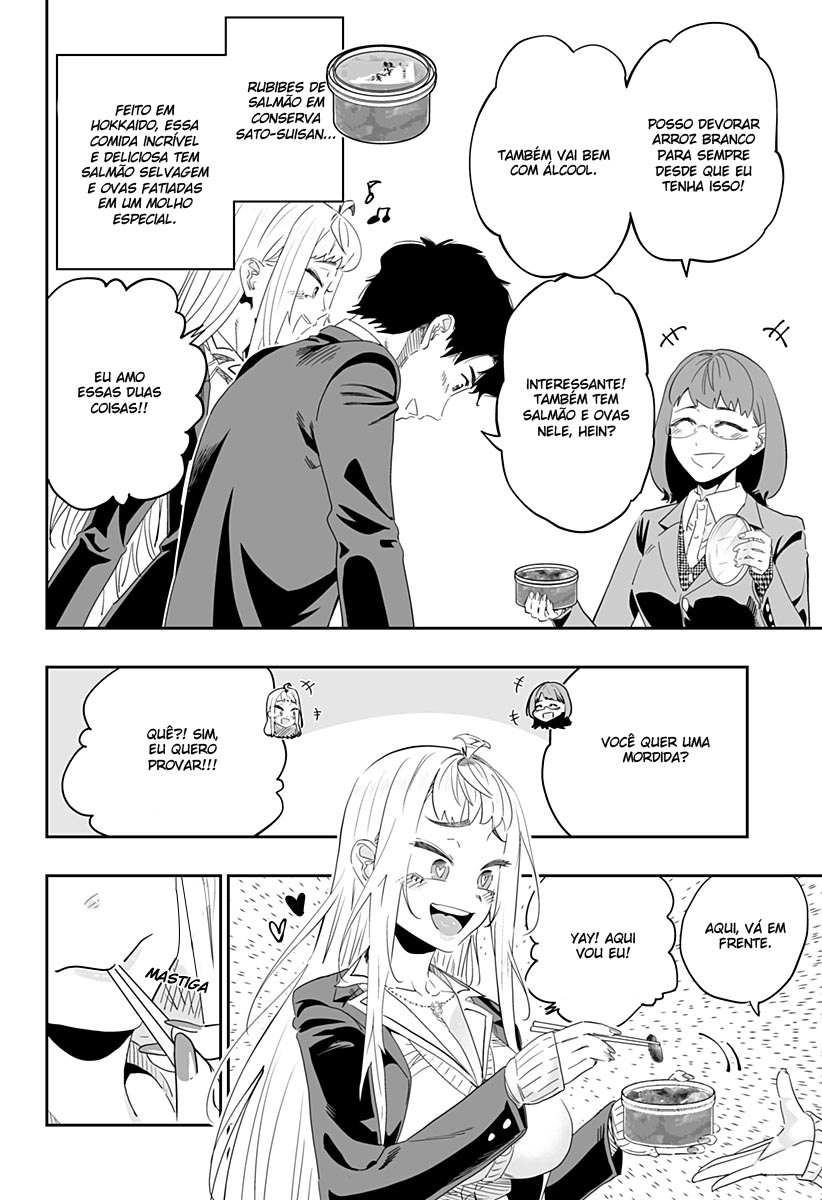 POSSO DEVORAR
ARROZ BRANCO
PARA SEMPRE
DESDE QUE EU
TENHA ISSO!
TAMBÉM VAI BEM
COM ÁLCOOL.
RUBIBES DE
SALMÃO EM
CONSERVA
SATO-SUISAN...
FEITO EM
HOKKAIDO, ESSA
COMIDA INCRÍVEL
E DELICIOSA TEM
SALMÃO SELVAGEM
E OVAS FATIADAS
EM UM MOLHO
ESPECIAL.
INTERESSANTE!
TAMBÉM TEM
SALMÃO E OVAS
NELE, HEIN?
EU AMO
ESSAS DUAS
COISAS!!
VOCÊ QUER UMA
MORDIDA?
QUÊ?! SIM,
EU QUERO
PROVAR!!!
AQUI, VÁ EM
FRENTE.
YAY! AQUI
VOU EU!
MASTIGA